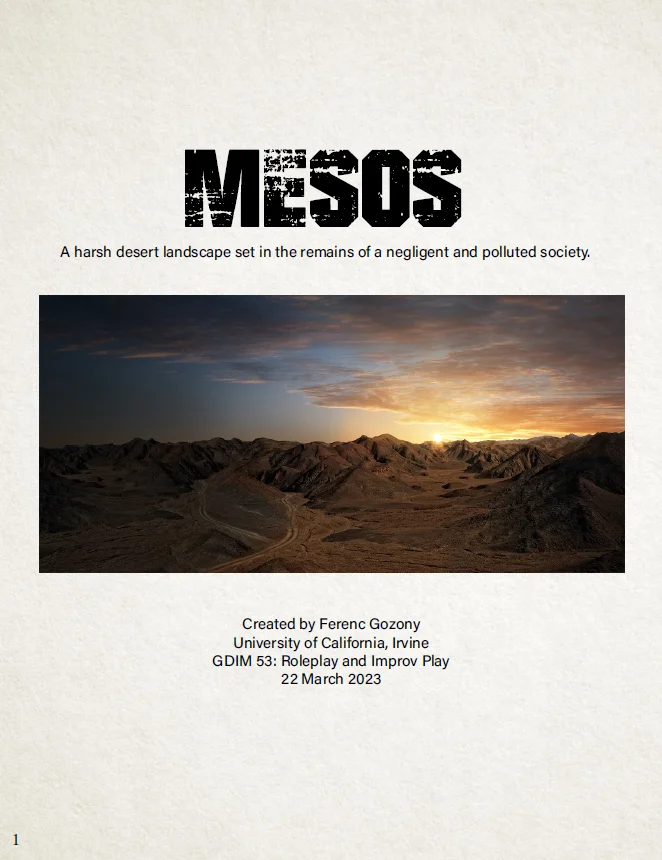 MESOS
A harsh desert landscape set in the remains of a negligent and polluted society.
Created by Ferenc Gozony
University of California, Irvine
GDIM 53: Roleplay and Improv Play
22 March 2023
1